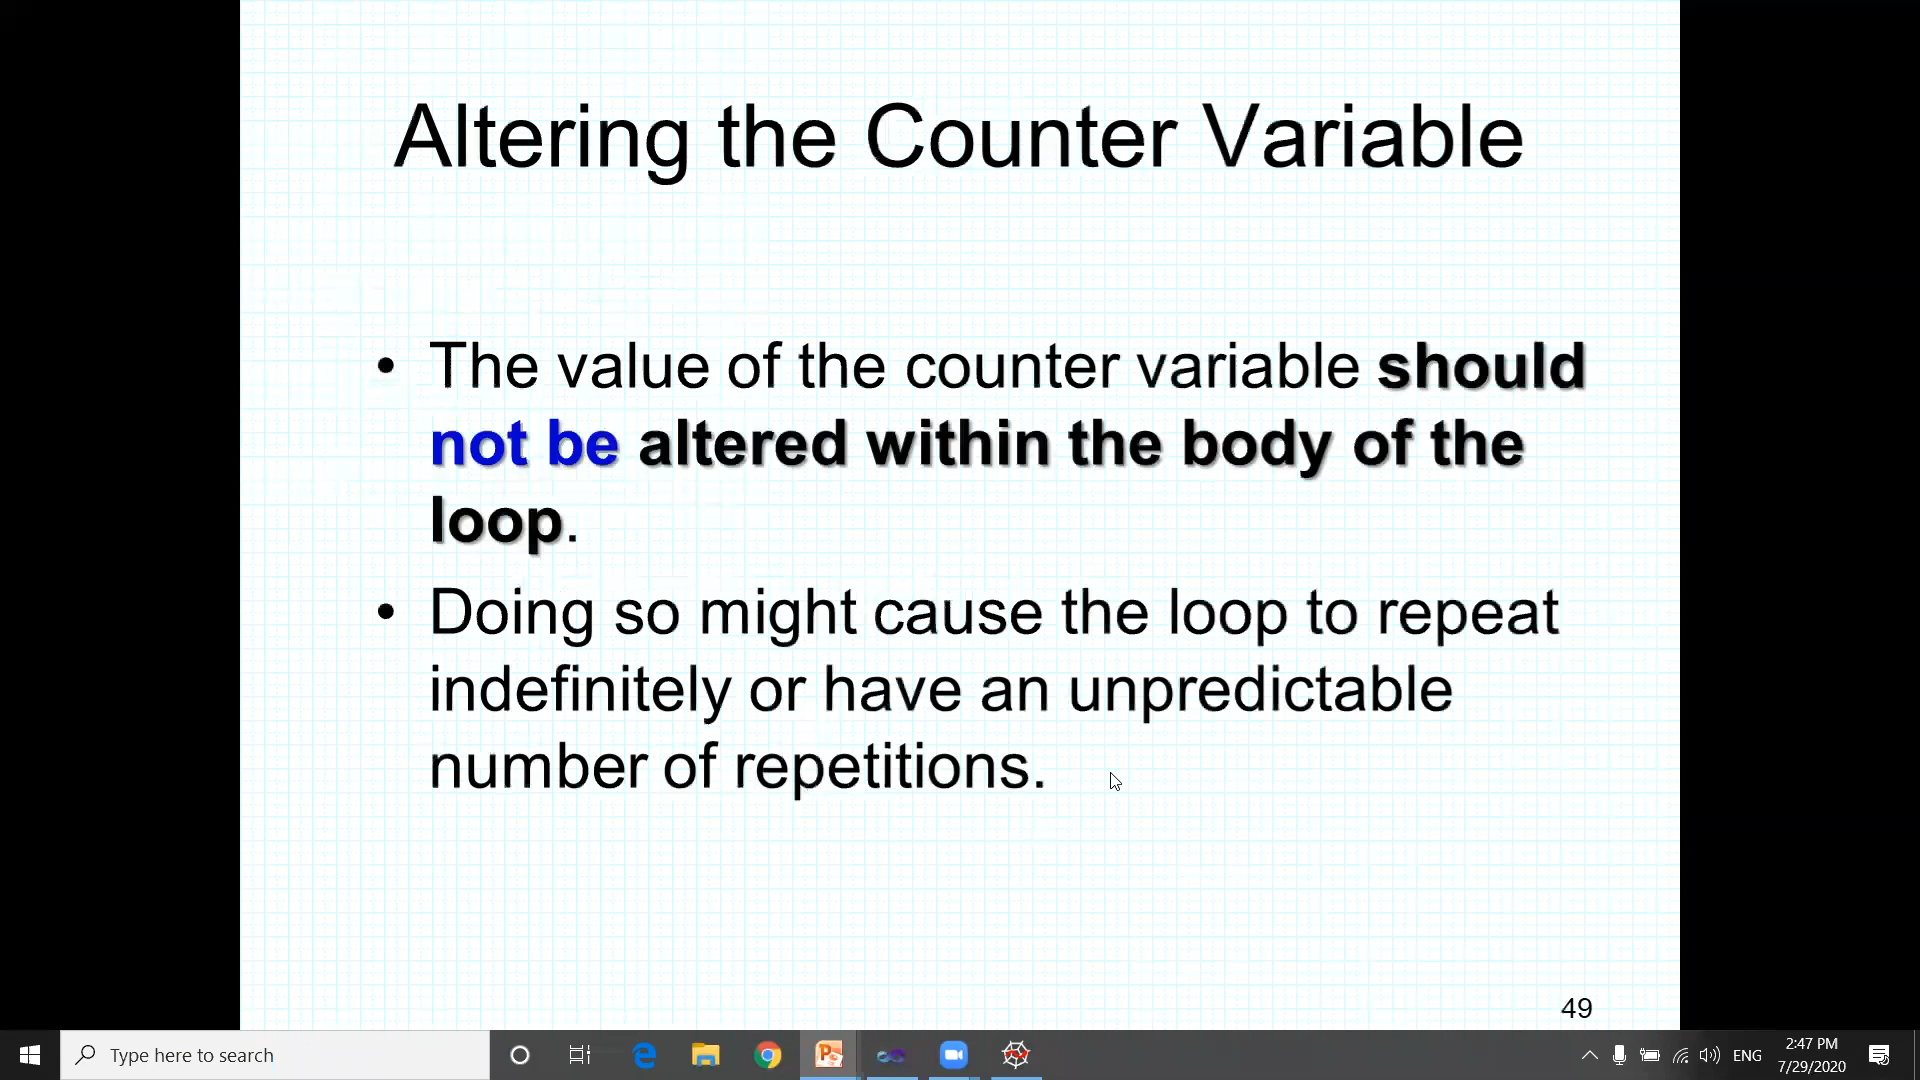 Altering the Counter Variable
• The value of the counter variable should
not be altered within the body of the
loop.
• Doing so might cause the loop to repeat
indefinitely or have an unpredictable
number of repetitions.
49
Type here to search
ENG
2:47 PM
7/29/2020